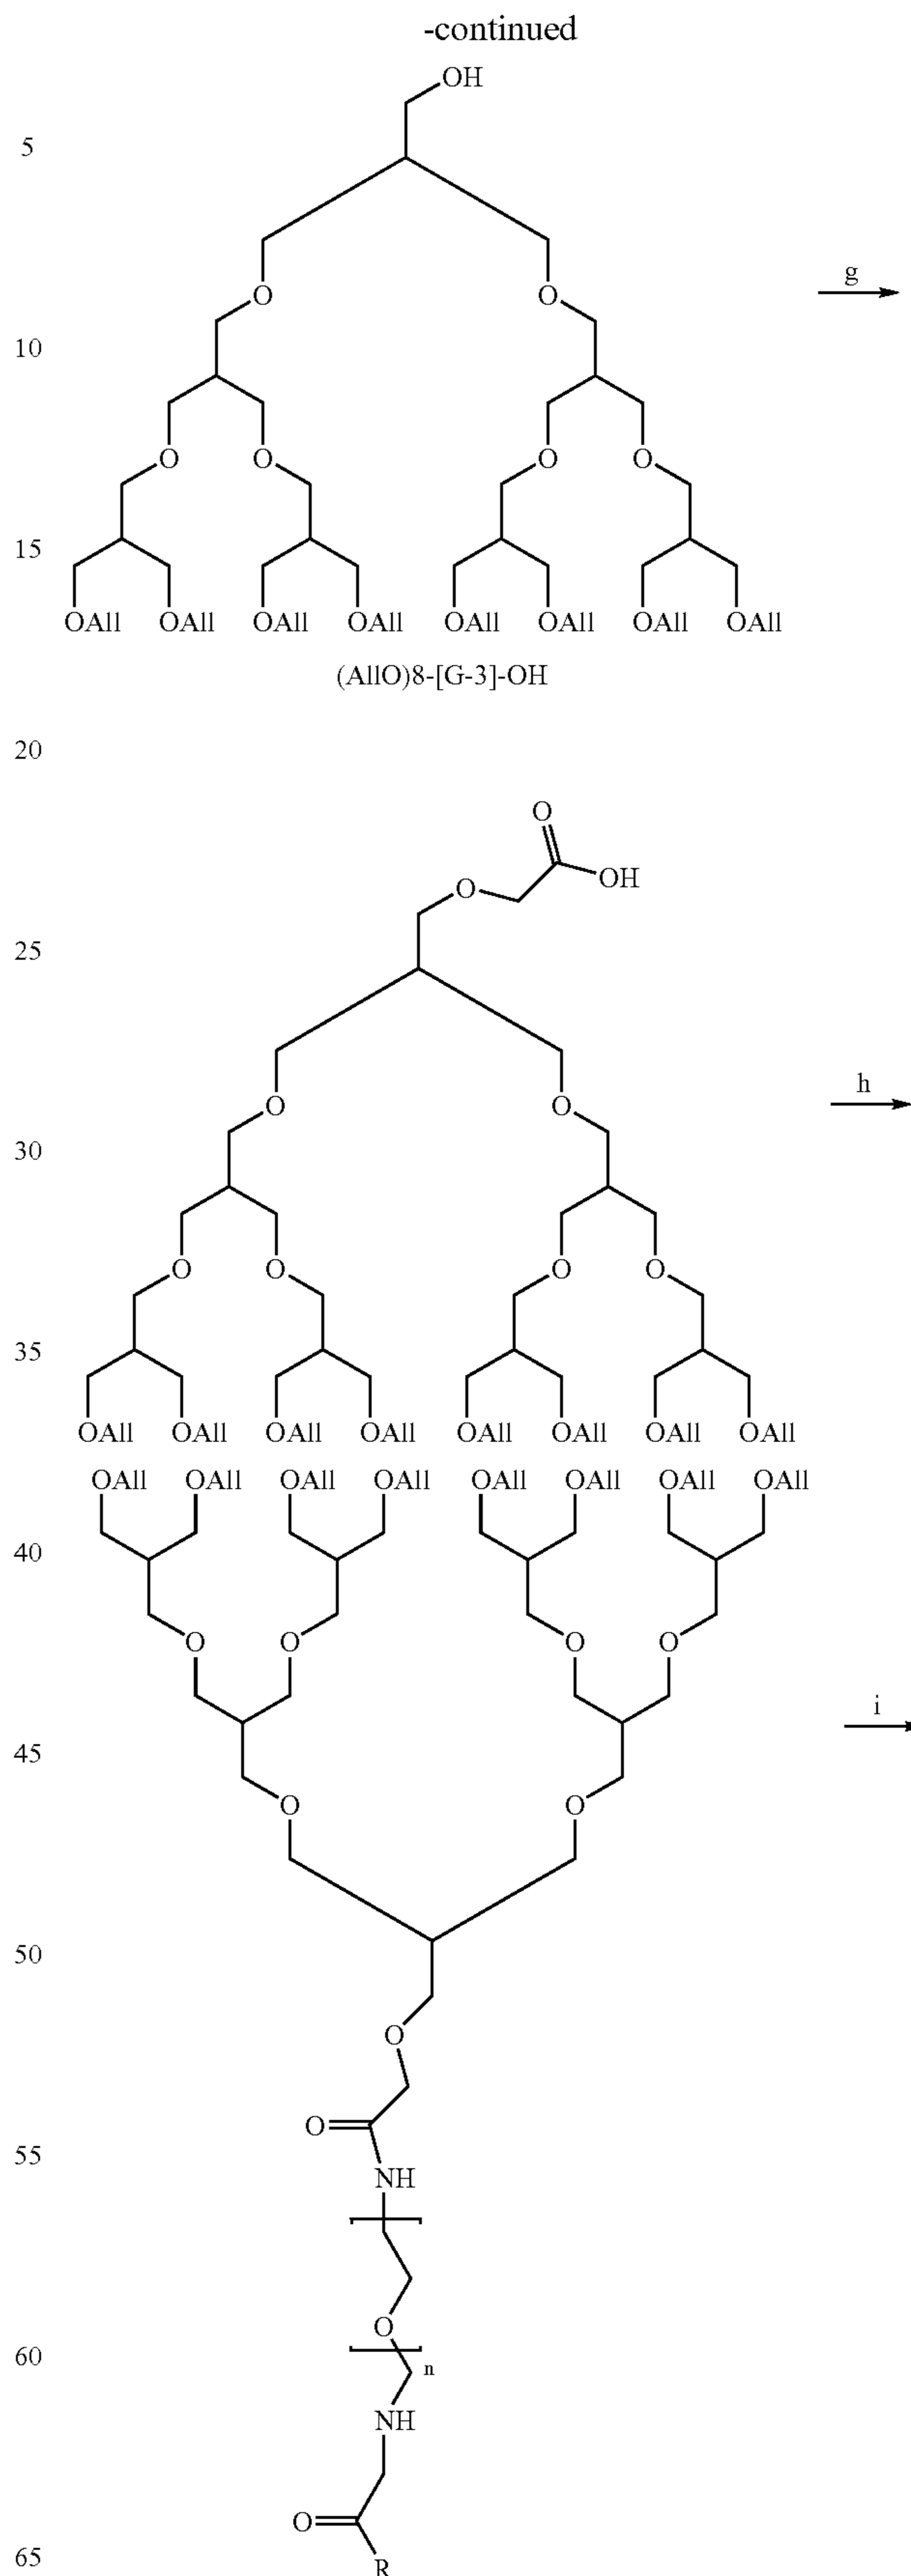 -continued
OH
5
O O
g
10
O O O O
15
OAll OAll OAll OAll OAll OAll OAll OAll
(AllO)8-[G-3]-OH
20
O
OH
O
25
O O
h
30
O O O O
35
OAll OAll OAll OAll OAll OAll OAll OAll
OAll OAll OAll OAll OAll OAll OAll OAll
40
O O O O
i
45
O O
50
O
O
55
NH
O
60
n
NH
O
R
65